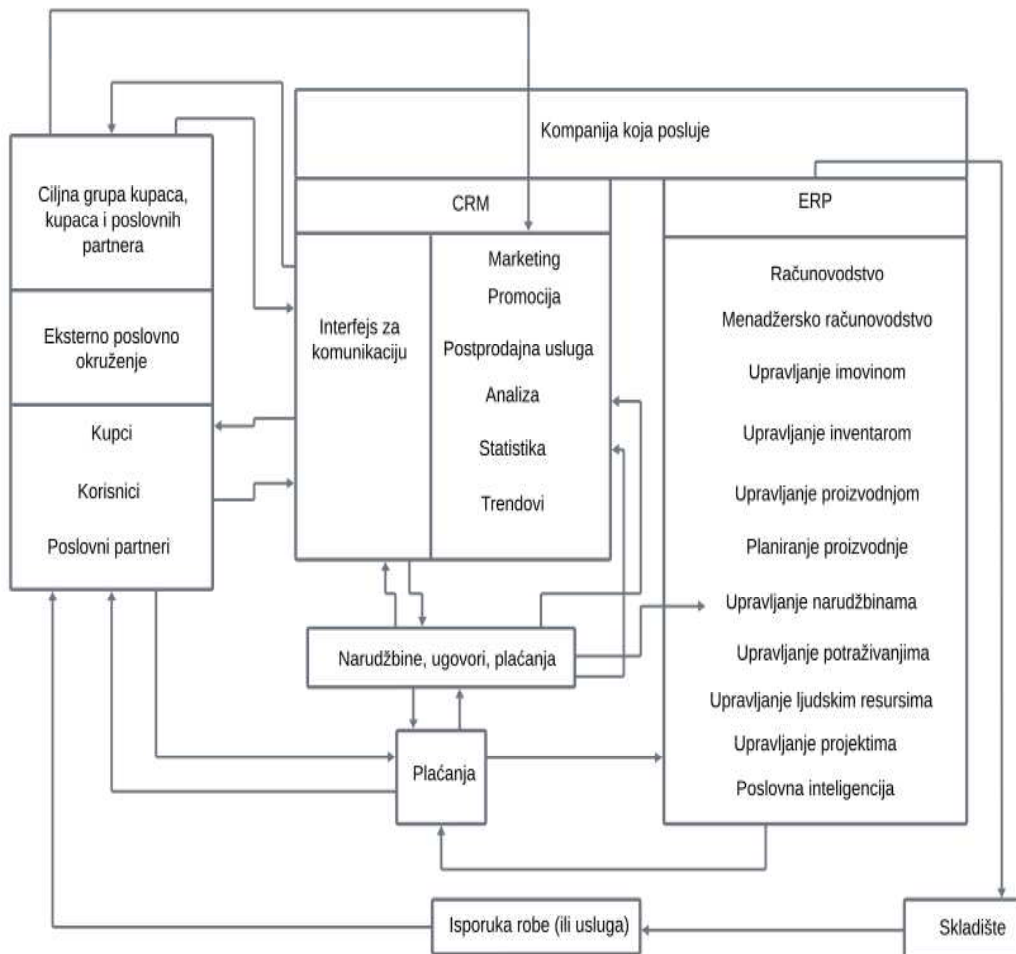 Kompanija koja posluje
Ciljna grupa kupaca,
kupaca i poslovnih
partnera
Eksterno poslovno
okruženje
Kupci
Korisnici
Poslovni partneri
CRM
Interfejs za
komunikaciju
Marketing
Promocija
Postprodajna usluga
Analiza
Statistika
Trendovi
ERP
Računovodstvo
Menadžersko računovodstvo
Upravljanje imovinom
Upravljanje inventarom
Upravljanje proizvodnjom
Planiranje proizvodnje
Upravljanje narudžbinama
Upravljanje potraživanjima
Upravljanje ljudskim resursima
Upravljanje projektima
Poslovna inteligencija
Narudžbine, ugovori, plaćanja
Plaćanja
Isporuka robe (ili usluga)
Skladište